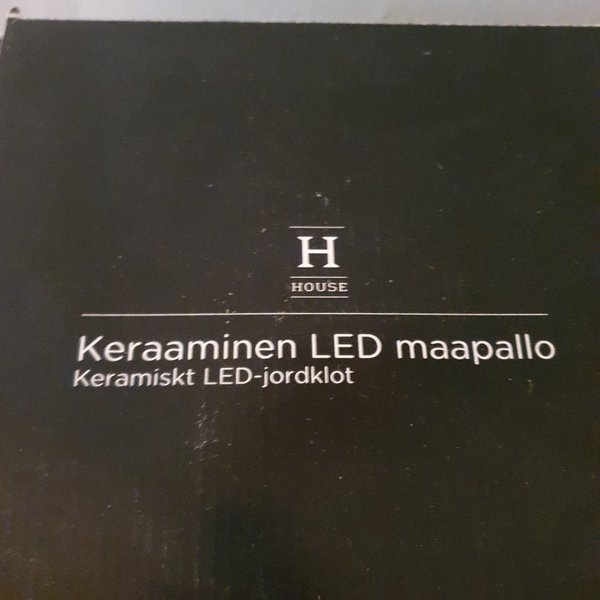 H
HOUSE
Keraaminen LED maapallo
Keramiskt LED-jordklot